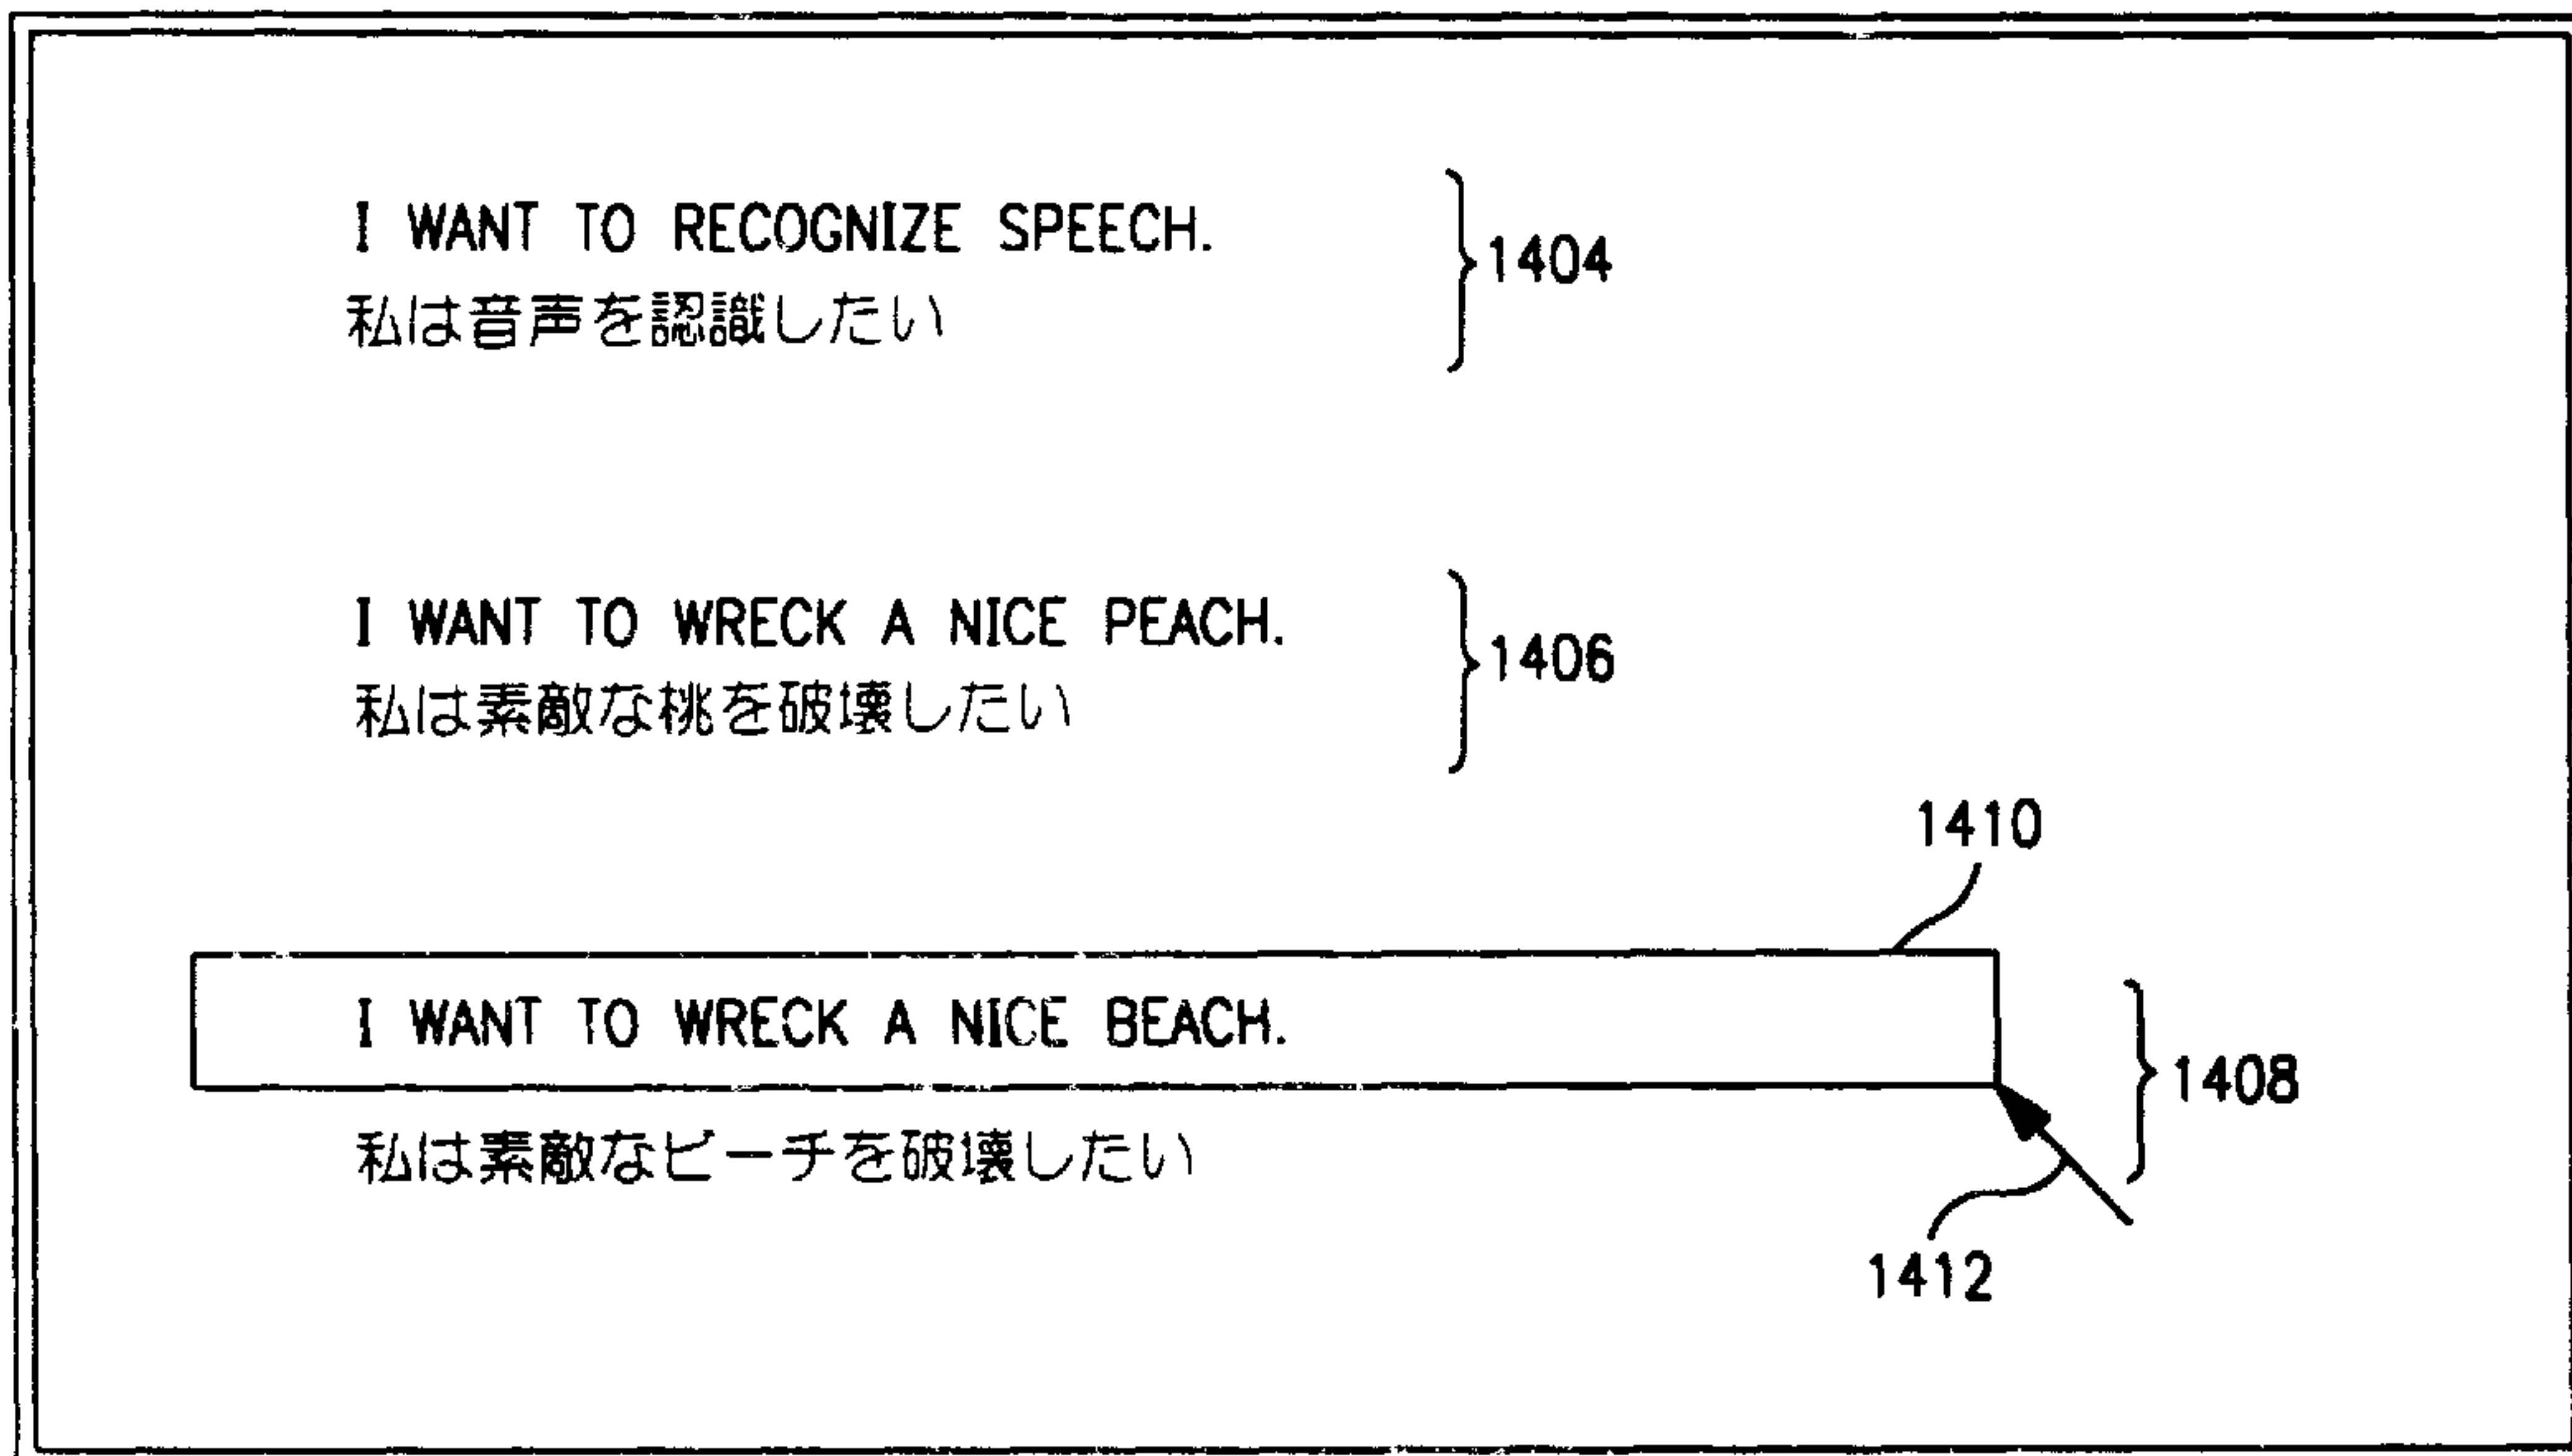 I WANT TO RECOGNIZE SPEECH.
私は音声を認識したい
1404
I WANT TO WRECK A NICE PEACH.
私は素敵な桃を破壊したい
1406
1410
I WANT TO WRECK A NICE BEACH.
私は素敵なビーチを破壊したい
1408
1412